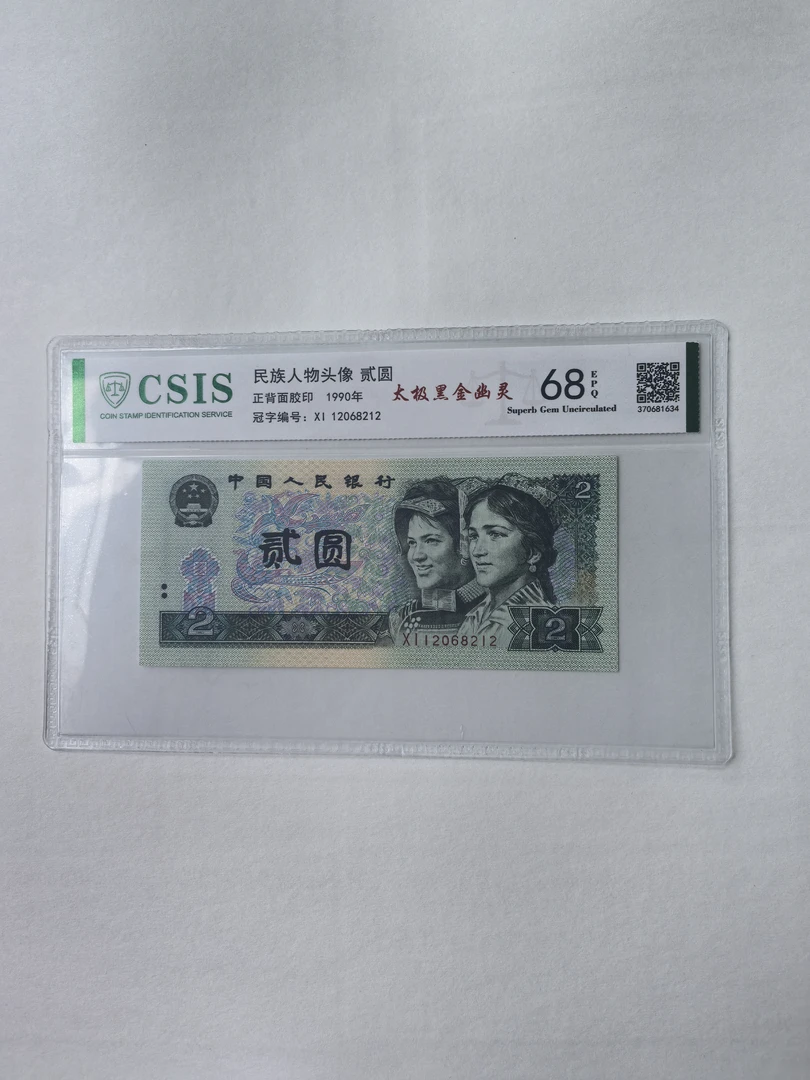 CSIS
COIN STAMP IDENTIFICATION SERVICE
民族人物头像 贰圆
正背面胶印 1990年
冠字编号：XI 12068212
太极黑金幽灵
68 EPQ
Superb Gem Uncirculated
370681634
中国人民银行
2
贰圆
2
XI12068212
2